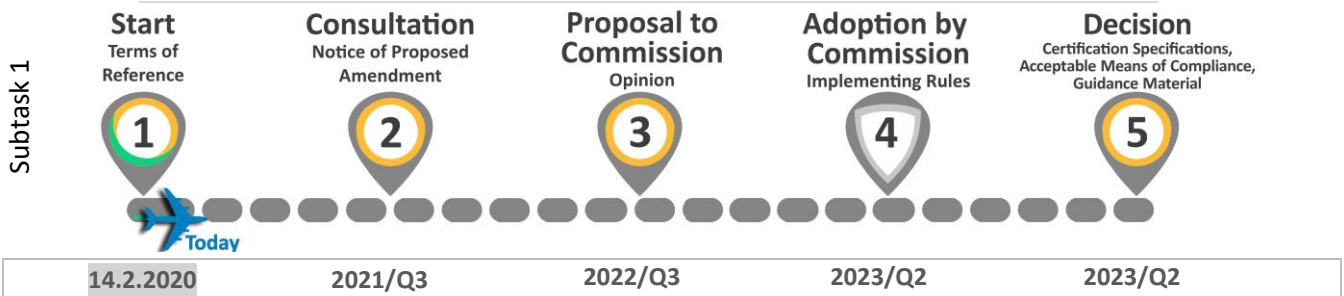 Subtask 1
Start
Terms of
Reference
1
Consultation
Notice of Proposed
Amendment
2
Proposal to
Commission
Opinion
3
Adoption by
Commission
Implementing Rules
4
Decision
Certification Specifications,
Acceptable Means of Compliance,
Guidance Material
5
Today
14.2.2020
2021/Q3
2022/Q3
2023/Q2
2023/Q2